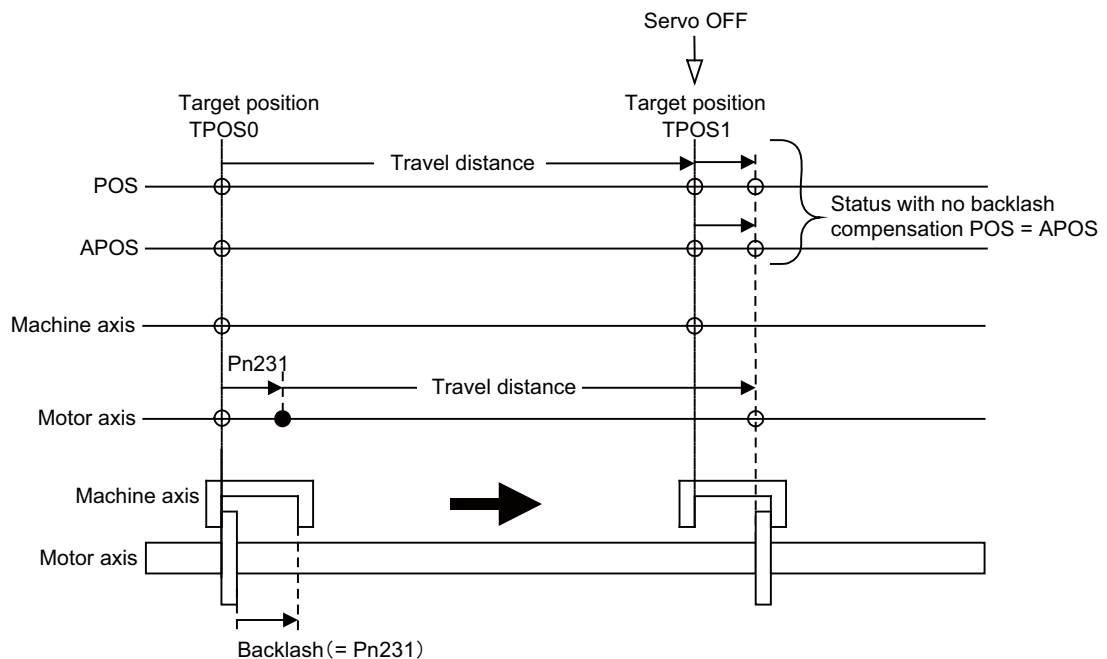 Servo OFF
Target position
TPOS0
Target position
TPOS1
Travel distance
POS
Status with no backlash
compensation POS = APOS
APOS
Machine axis
Pn231
Travel distance
Motor axis
Machine axis
Motor axis
Backlash(= Pn231)